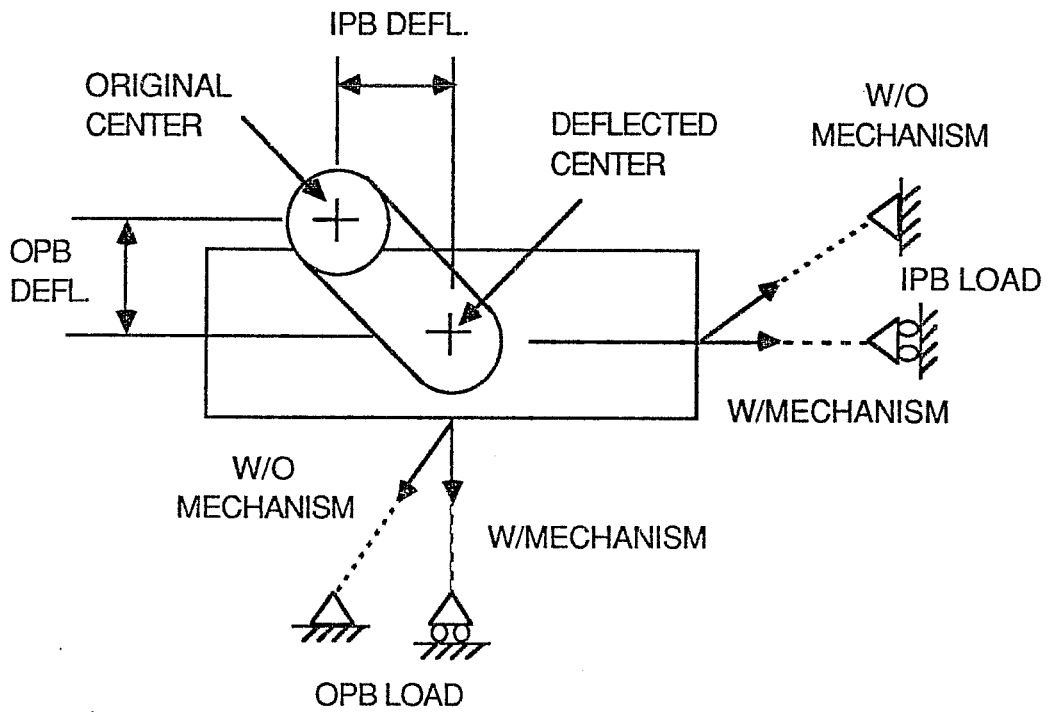 IPB DEFL.
ORIGINAL
CENTER
DEFLECTED
CENTER
W/O
MECHANISM
OPB
DEFL.
IPB LOAD
W/MECHANISM
W/O
MECHANISM
W/MECHANISM
OPB LOAD